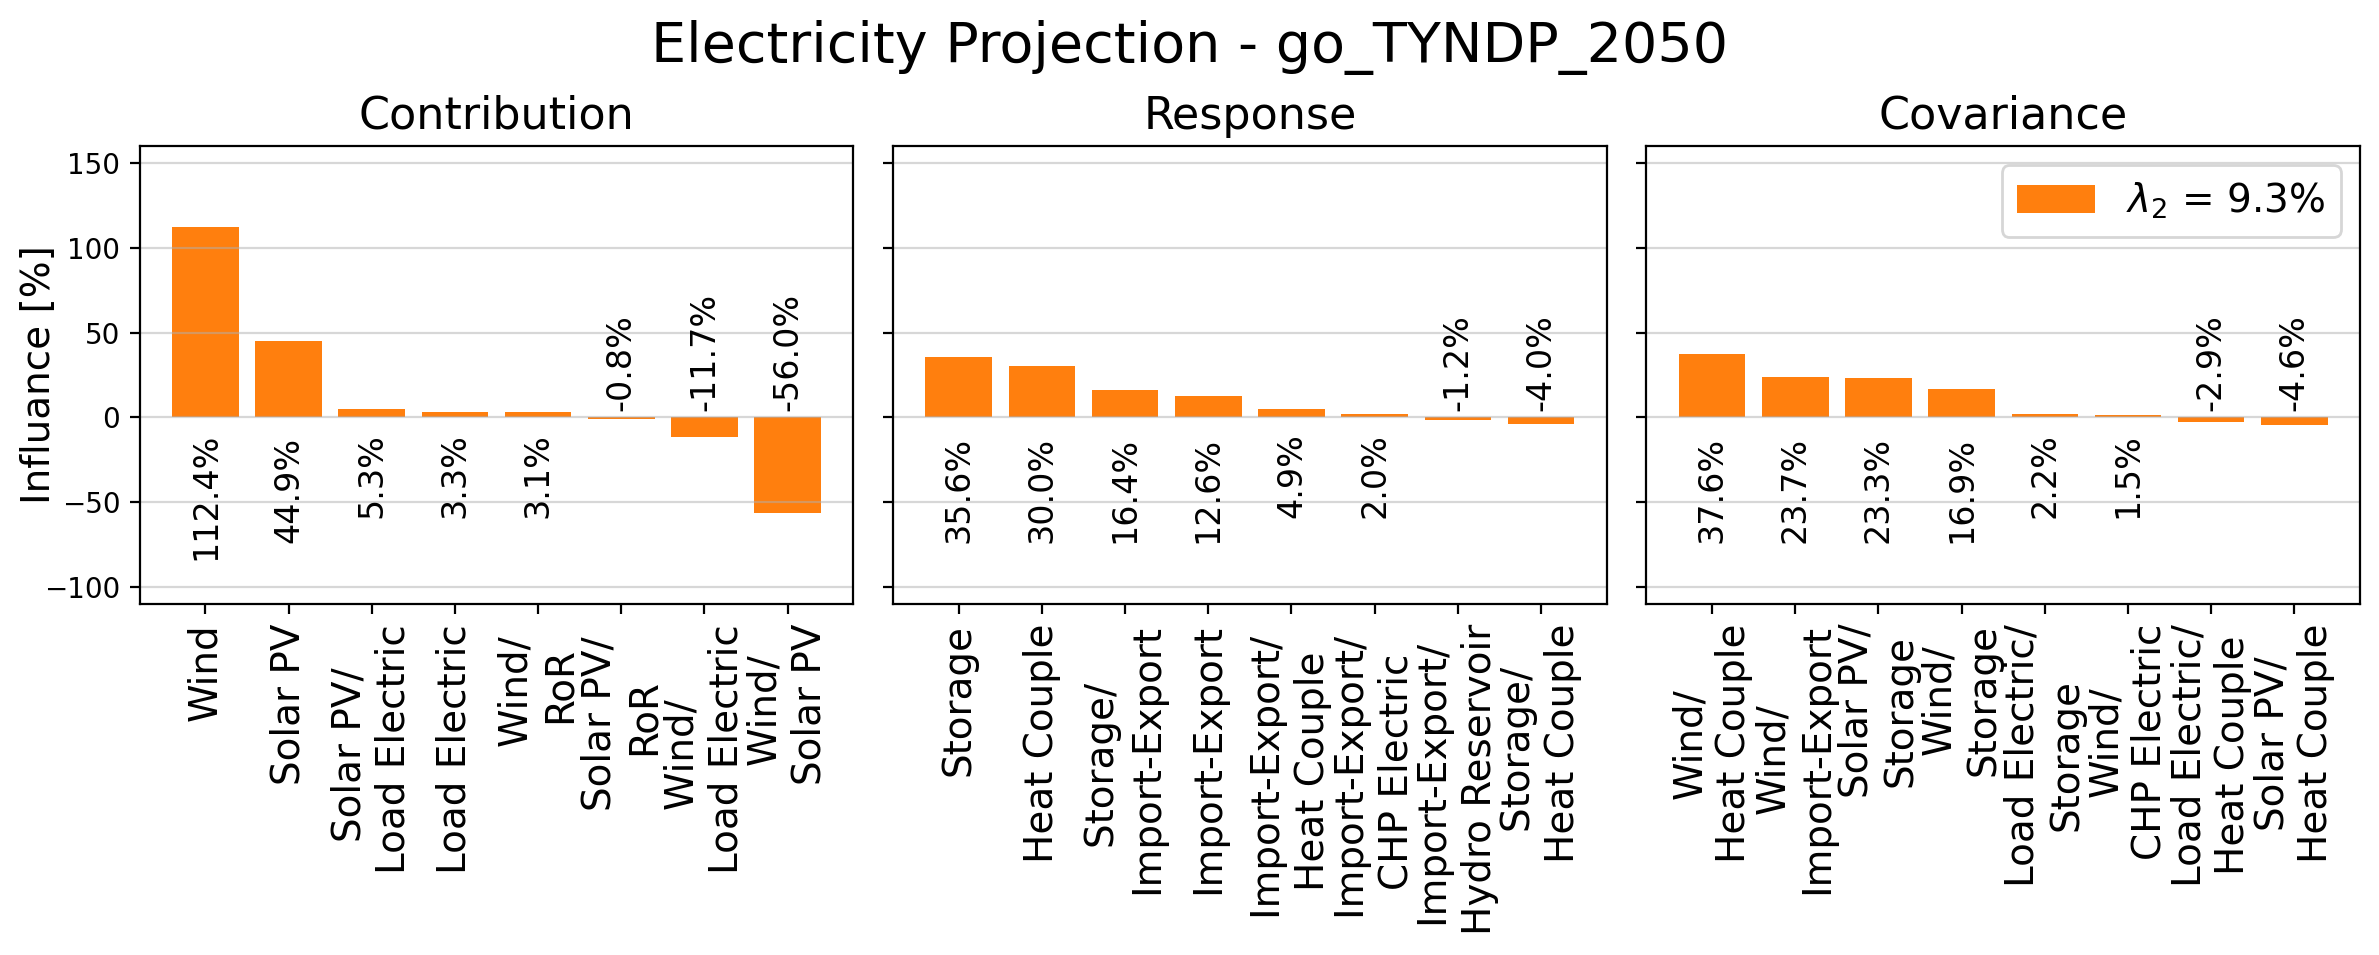 Electricity Projection - go_TYNDP_2050
Contribution
Response
Covariance
Influance [%]
150
100
50
0
−50
−100
λ2 = 9.3%
112.4%
44.9%
5.3%
3.3%
3.1%
-0.8%
-11.7%
-56.0%
35.6%
30.0%
16.4%
12.6%
4.9%
2.0%
-1.2%
-4.0%
37.6%
23.7%
23.3%
16.9%
2.2%
1.5%
-2.9%
-4.6%
Wind
Solar PV
Solar PV/
Load Electric
Load Electric
Wind/
RoR
Solar PV/
RoR
Wind/
Load Electric
Wind/
Solar PV
Storage
Heat Couple
Storage/
Import-Export
Import-Export
Import-Export/
Heat Couple
Import-Export/
CHP Electric
Import-Export/
Hydro Reservoir
Storage/
Heat Couple
Wind/
Heat Couple
Wind/
Import-Export
Solar PV/
Storage
Wind/
Storage
Load Electric/
Storage
Wind/
CHP Electric
Load Electric/
Heat Couple
Solar PV/
Heat Couple